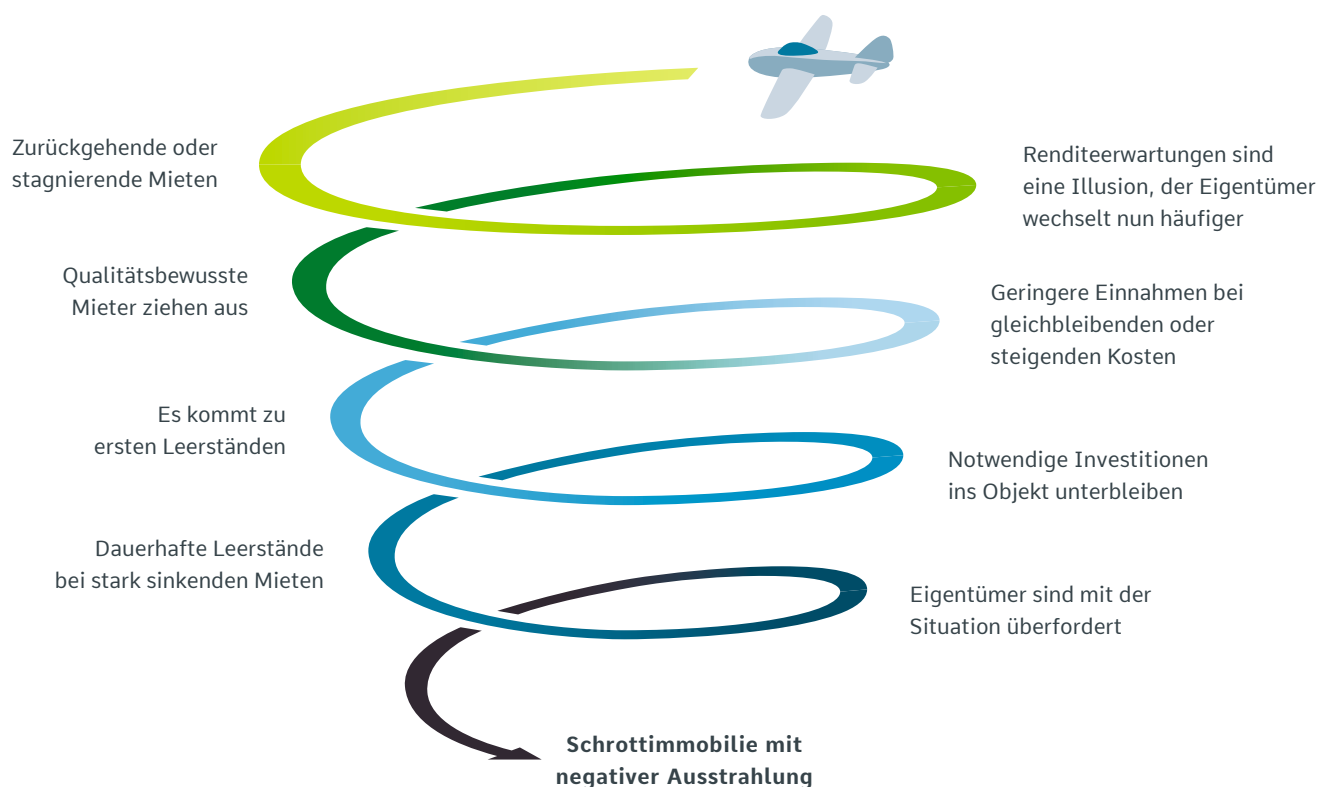 Zurückgehende oder
stagnierende Mieten
Renditeerwartungen sind
eine Illusion, der Eigentümer
wechselt nun häufiger
Qualitätsbewusste
Mieter ziehen aus
Geringere Einnahmen bei
gleichbleibenden oder
steigenden Kosten
Es kommt zu
ersten Leerständen
Notwendige Investitionen
ins Objekt unterbleiben
Dauerhafte Leerstände
bei stark sinkenden Mieten
Eigentümer sind mit der
Situation überfordert
Schrottimmobilie mit
negativer Ausstrahlung